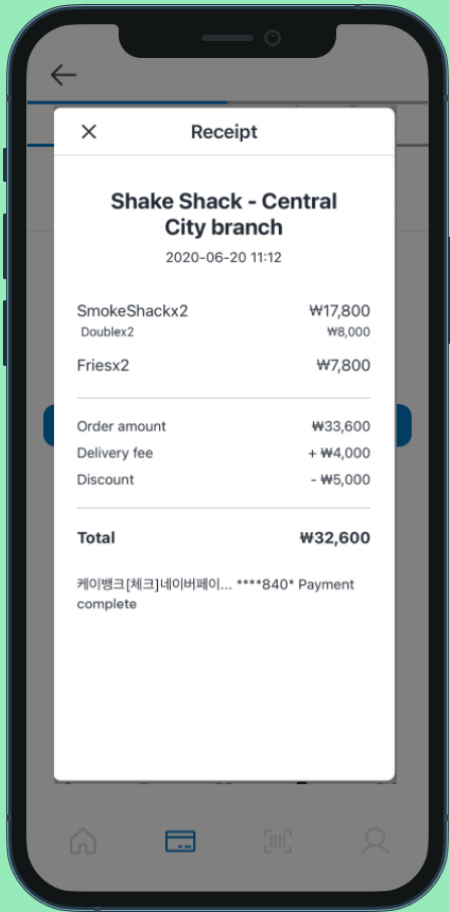 Receipt
Shake Shack - Central
City branch
2020-06-20 11:12
SmokeShackx2 ₩17,800
Doublex2 ₩8,000
Friesx2 ₩7,800
Order amount ₩33,600
Delivery fee + ₩4,000
Discount - ₩5,000
Total ₩32,600
케이뱅크[체크]네이버페이... ****840* Payment
complete